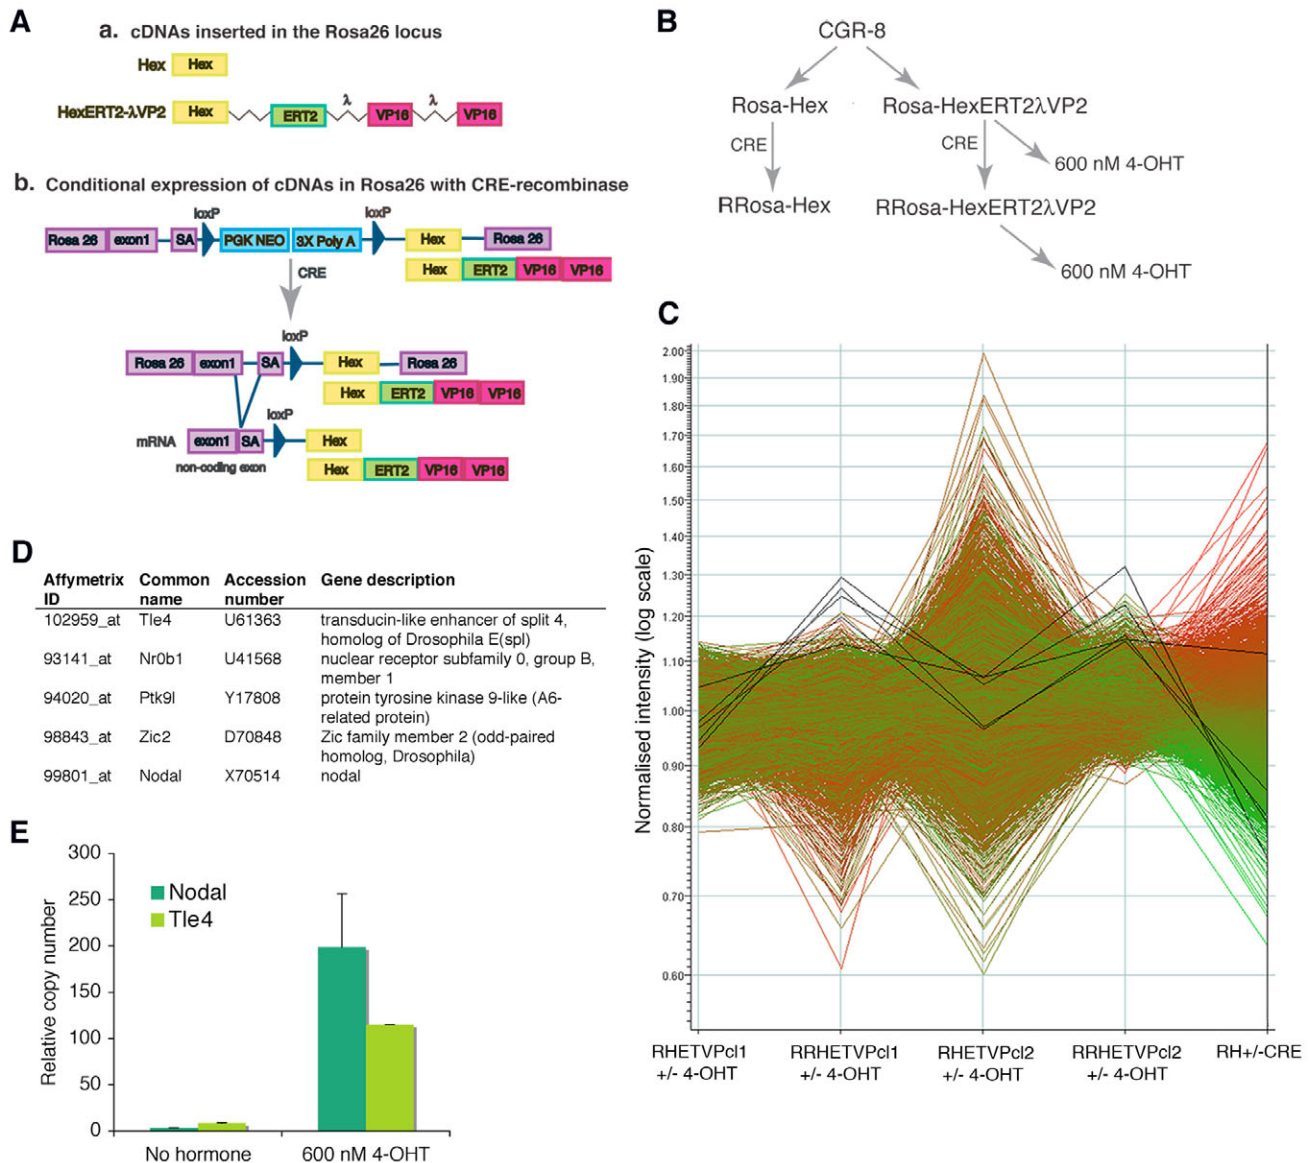 A
a. cDNAs inserted in the Rosa26 locus
Hex Hex
λ λ
HexERT2-λVP2 Hex ERT2 VP16 VP16
b. Conditional expression of cDNAs in Rosa26 with CRE-recombinase
loxP loxP
Rosa 26 exon1 SA PGK NEO 3X Poly A Hex Rosa 26
Hex ERT2 VP16 VP16
CRE
loxP
Rosa 26 exon1 SA Hex Rosa 26
Hex ERT2 VP16 VP16
loxP
mRNA exon1 SA Hex
non-coding exon
Hex ERT2 VP16 VP16
B
CGR-8
Rosa-Hex Rosa-HexERT2λVP2
CRE CRE
600 nM 4-OHT
RRosa-Hex RRosa-HexERT2λVP2
600 nM 4-OHT
C
Normalised intensity (log scale)
2.00
1.90
1.80
1.70
1.60
1.50
1.40
1.30
1.20
1.10
1.00
0.90
0.80
0.70
0.60
RHETVPcl1 RRHETVPcl1 RHETVPcl2 RRHETVPcl2 RH+/-CRE
+/- 4-OHT +/- 4-OHT +/- 4-OHT +/- 4-OHT
D
Affymetrix Common Accession Gene description
ID name number
102959_at Tle4 U61363 transducin-like enhancer of split 4,
homolog of Drosophila E(spl)
93141_at Nr0b1 U41568 nuclear receptor subfamily 0, group B,
member 1
94020_at Ptk9l Y17808 protein tyrosine kinase 9-like (A6-
related protein)
98843_at Zic2 D70848 Zic family member 2 (odd-paired
homolog, Drosophila)
99801_at Nodal X70514 nodal
E
Relative copy number
300
250
200
150
100
50
0
Nodal
Tle4
No hormone 600 nM 4-OHT